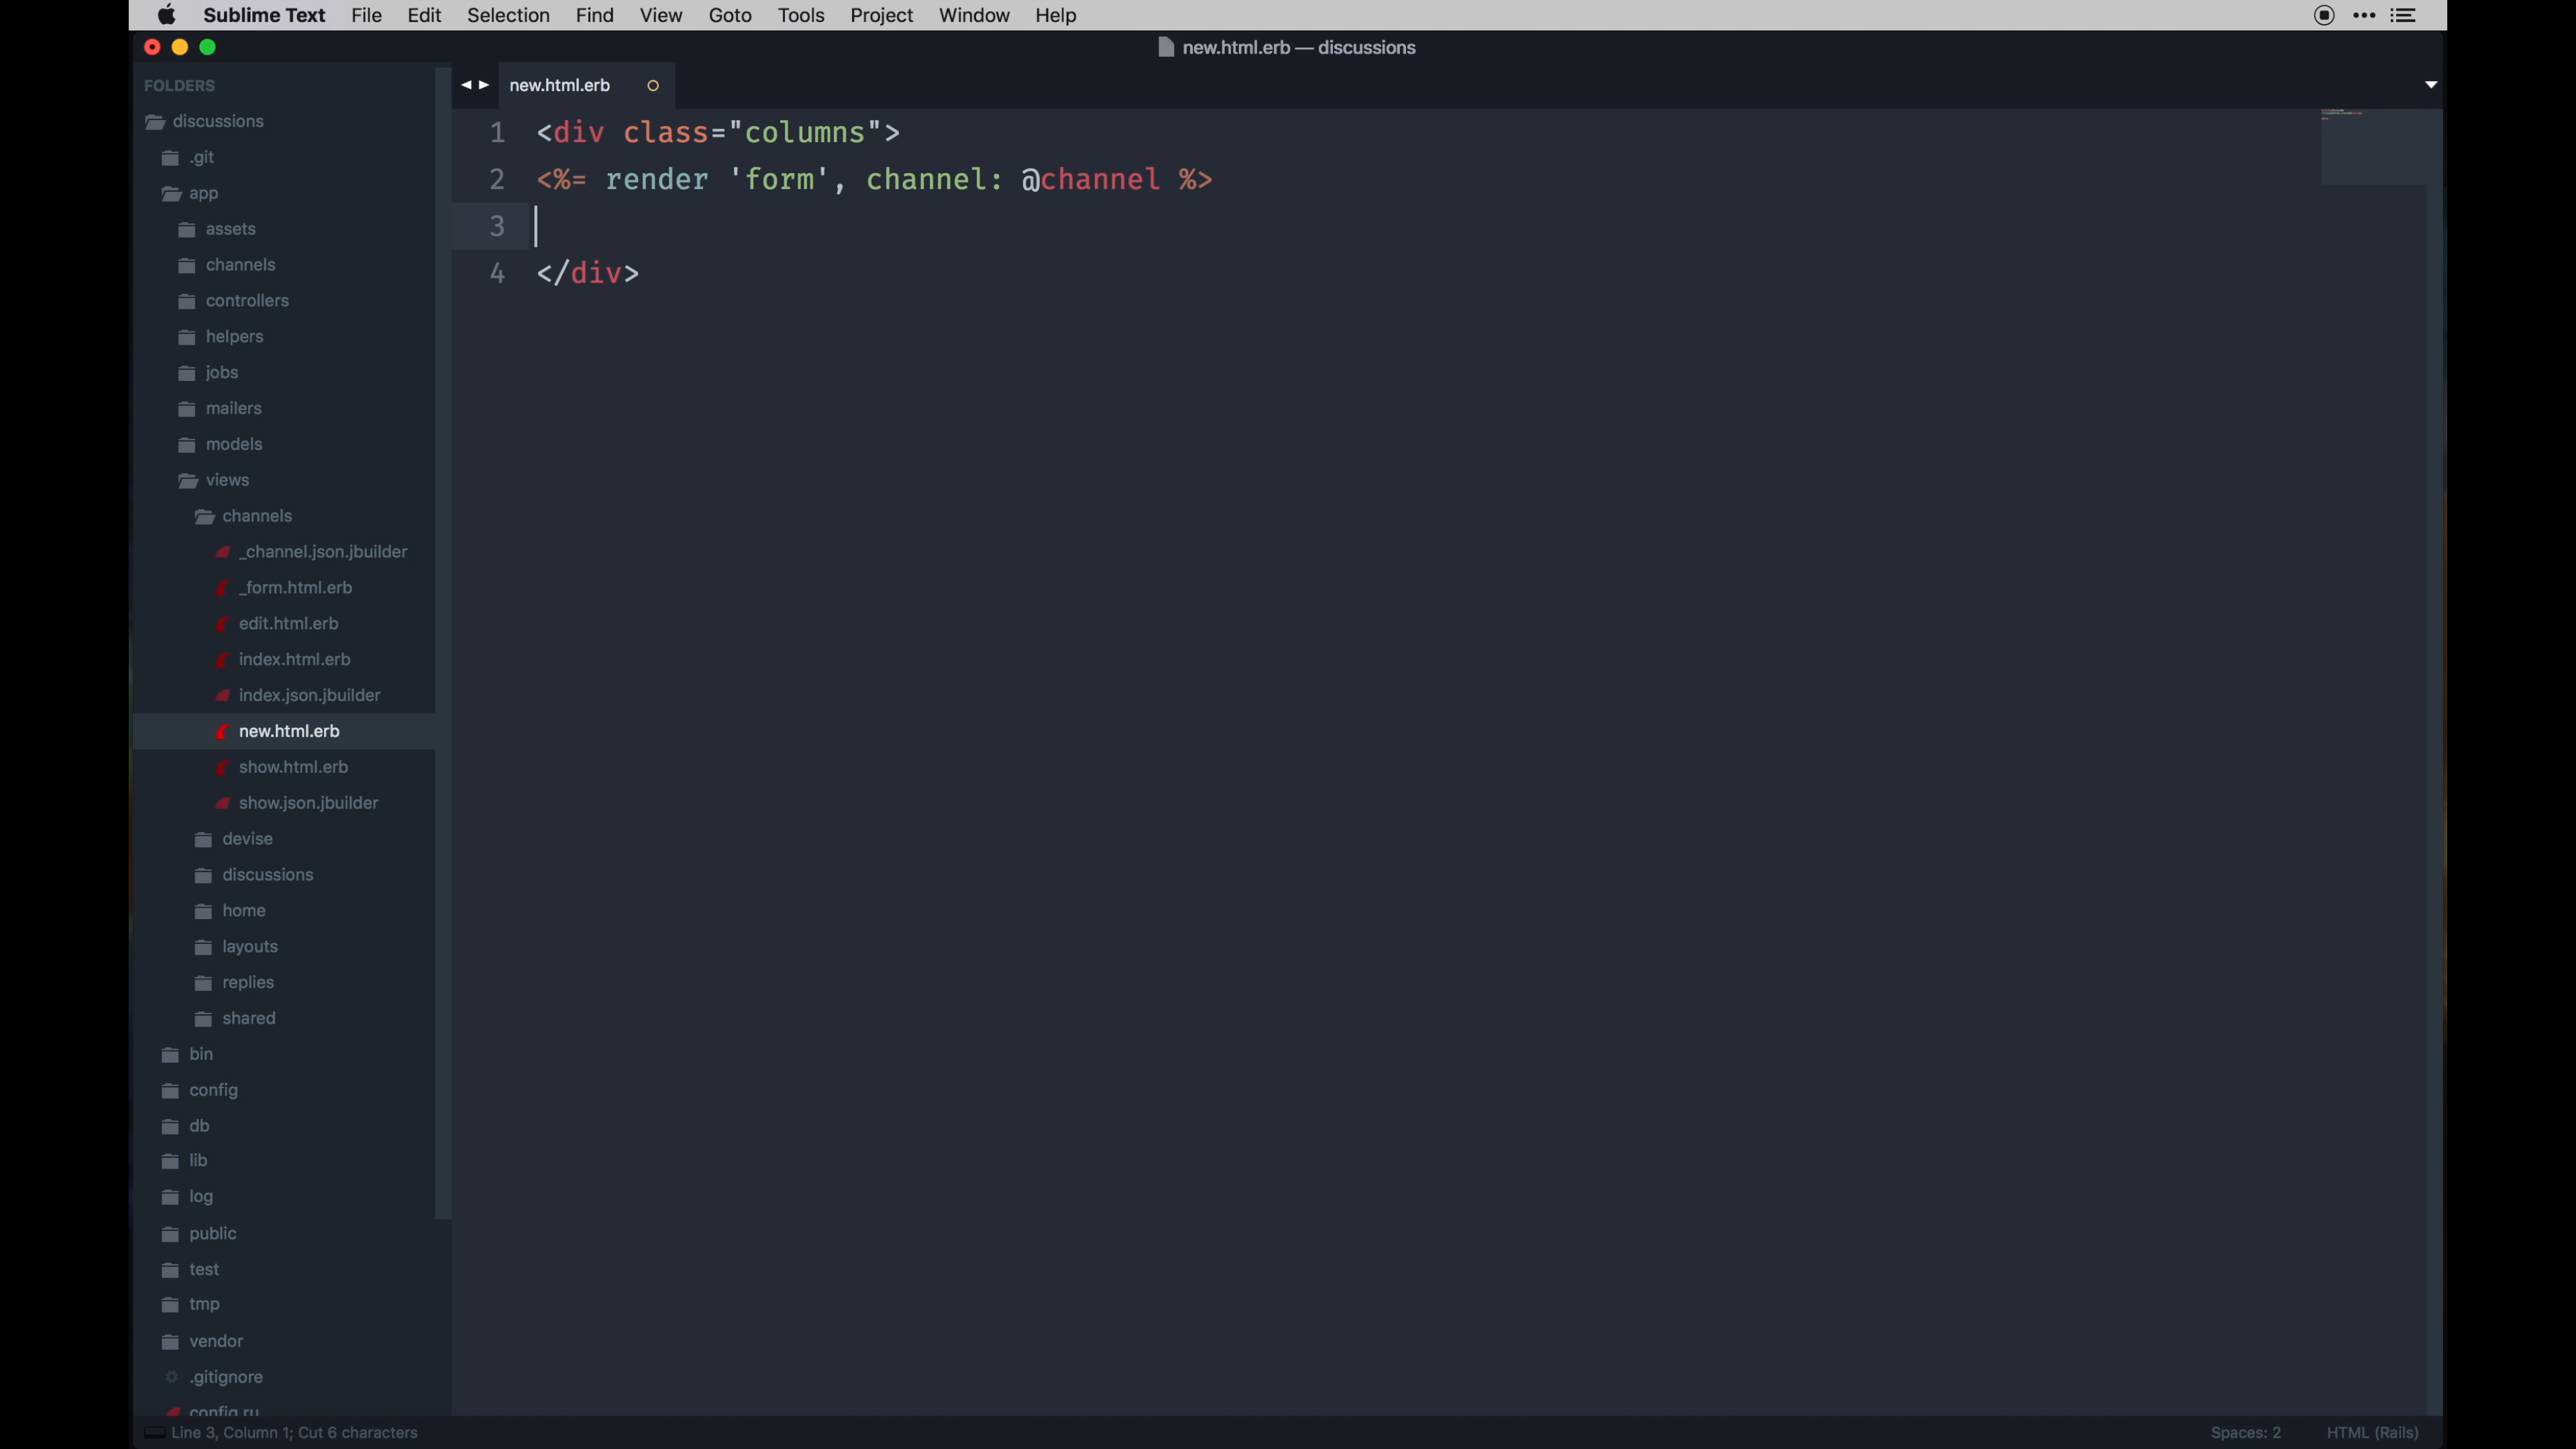 Sublime Text File Edit Selection Find View Goto Tools Project Window Help
new.html.erb — discussions
FOLDERS
discussions
.git
app
assets
channels
controllers
helpers
jobs
mailers
models
views
channels
_channel.json.jbuilder
_form.html.erb
edit.html.erb
index.html.erb
index.json.jbuilder
new.html.erb
show.html.erb
show.json.jbuilder
devise
discussions
home
layouts
replies
shared
bin
config
db
lib
log
public
test
tmp
vendor
.gitignore
config.ru
new.html.erb
1 <div class="columns">
2 <%= render 'form', channel: @channel %>
3
4 </div>
Line 3, Column 1; Cut 6 characters
Spaces: 2 HTML (Rails)